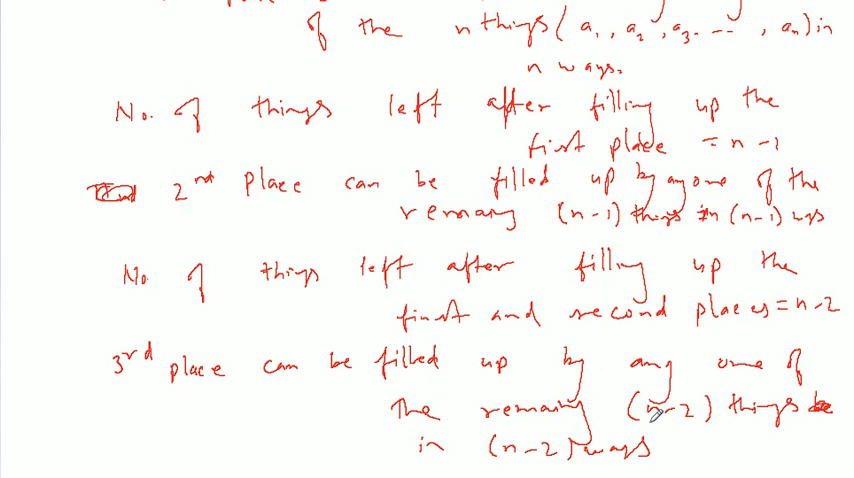 of the n things ( a1, a2, a3, ---, an) in
n ways.
No. of things left after filling up the
first place = n-1
2nd place can be filled up by any one of the
remaing (n-1) things in (n-1) ways
No. of things left after filling up the
first and second places = n-2
3rd place can be filled up by any one of
the remaing (n-2) things
in (n-2) ways